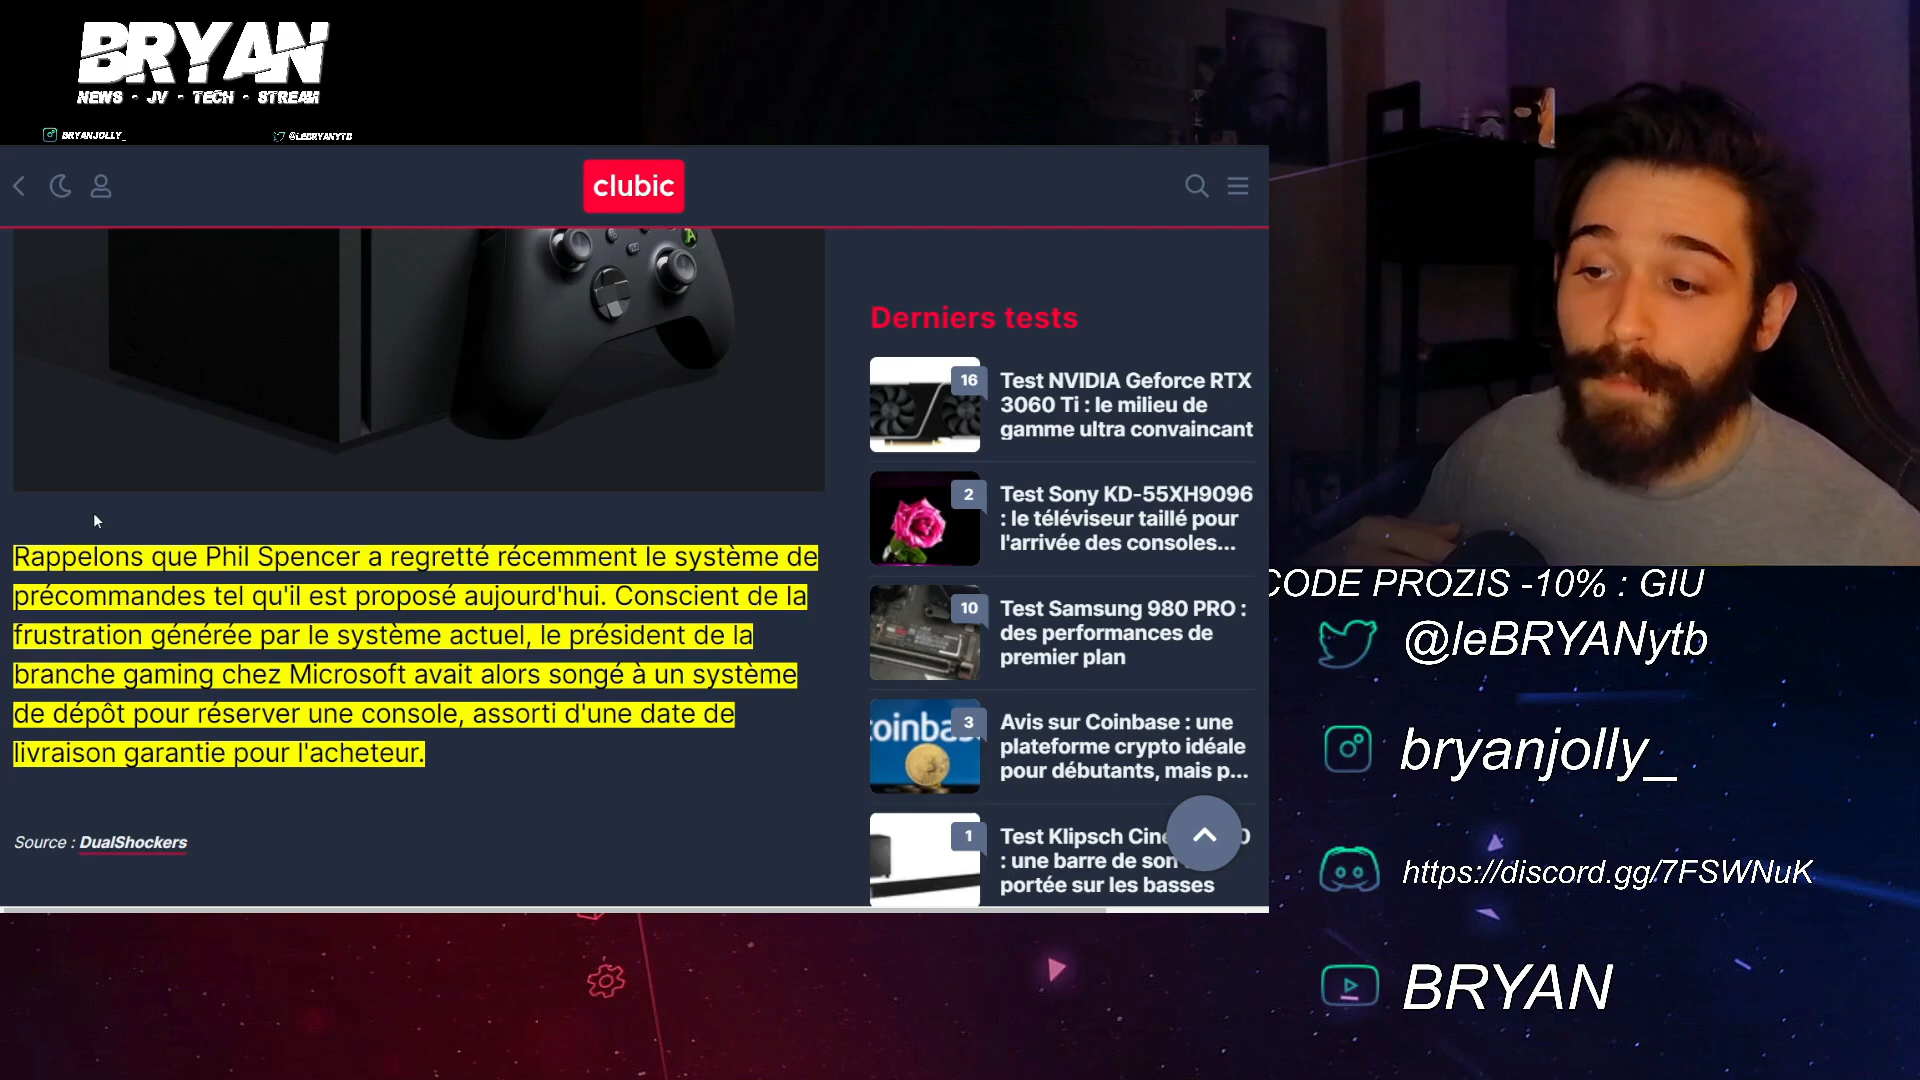 BRYAN
NEWS - JV - TECH - STREAM
BRYANJOLLY_
@LEBRYANYTB
clubic
Rappelons que Phil Spencer a regretté récemment le système de
précommandes tel qu'il est proposé aujourd'hui. Conscient de la
frustration générée par le système actuel, le président de la
branche gaming chez Microsoft avait alors songé à un système
de dépôt pour réserver une console, assorti d'une date de
livraison garantie pour l'acheteur.
Source : DualShockers
Derniers tests
16
Test NVIDIA Geforce RTX
3060 Ti : le milieu de
gamme ultra convaincant
2
Test Sony KD-55XH9096
: le téléviseur taillé pour
l'arrivée des consoles...
10
Test Samsung 980 PRO :
des performances de
premier plan
coinba
3
Avis sur Coinbase : une
plateforme crypto idéale
pour débutants, mais p...
1
Test Klipsch
: une barre de son
portée sur les basses
CODE PROZIS -10% : GIU
@leBRYANytb
bryanjolly_
https://discord.gg/7FSWNuK
BRYAN